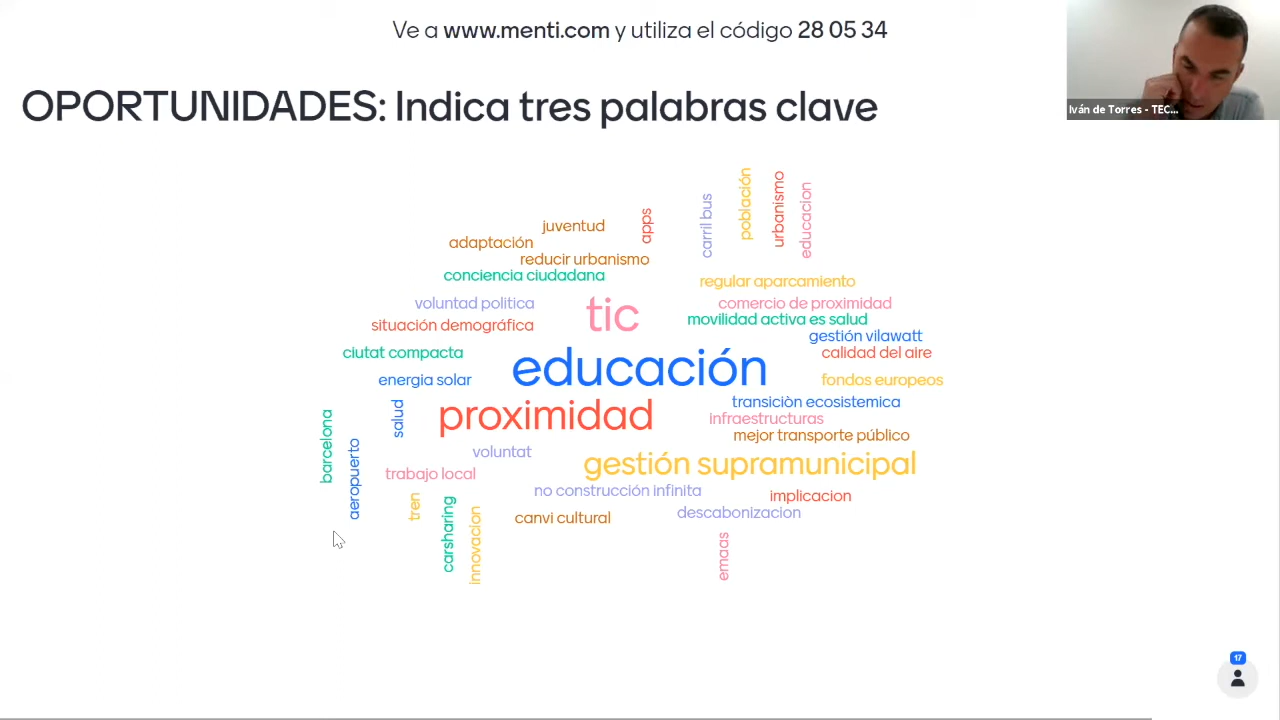 Ve a www.menti.com y utiliza el código 28 05 34
Iván de Torres - TEC...
OPORTUNIDADES: Indica tres palabras clave
juventud
apps
carril bus
población
urbanismo
educacion
adaptación
reducir urbanismo
conciencia ciudadana
regular aparcamiento
voluntad politica
tic
comercio de proximidad
situación demográfica
movilidad activa es salud
gestión vilawatt
ciutat compacta
educación
calidad del aire
energia solar
fondos europeos
salud
proximidad
transiciòn ecosistemica
infraestructuras
barcelona
mejor transporte público
aeropuerto
voluntat
gestión supramunicipal
trabajo local
no construcción infinita
implicacion
tren
carsharing
innovacion
canvi cultural
descabonizacion
emaas
17